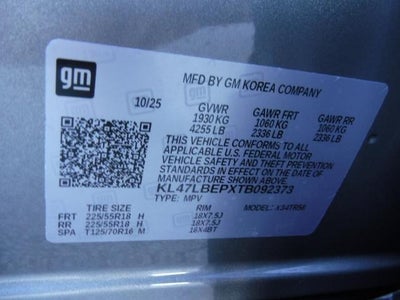 gm
MFD BY GM KOREA COMPANY
10/25 GVWR GAWR FRT GAWR RR
1930 KG 1060 KG 1060 KG
4255 LB 2336 LB 2336 LB
THIS VEHICLE CONFORMS TO ALL
APPLICABLE U.S. FEDERAL MOTOR
VEHICLE SAFETY AND THEFT PREVENTION
STANDARDS IN EFFECT ON THE DATE OF
MANUFACTURE SHOWN ABOVE.
KL47LBEPXTB092373
TYPE: MPV MODEL:
TIRE SIZE RIM
FRT 225/55R18 H 18X7.5J
RR 225/55R18 H 18X7.5J
SPA T125/70R16 M 16X4BT